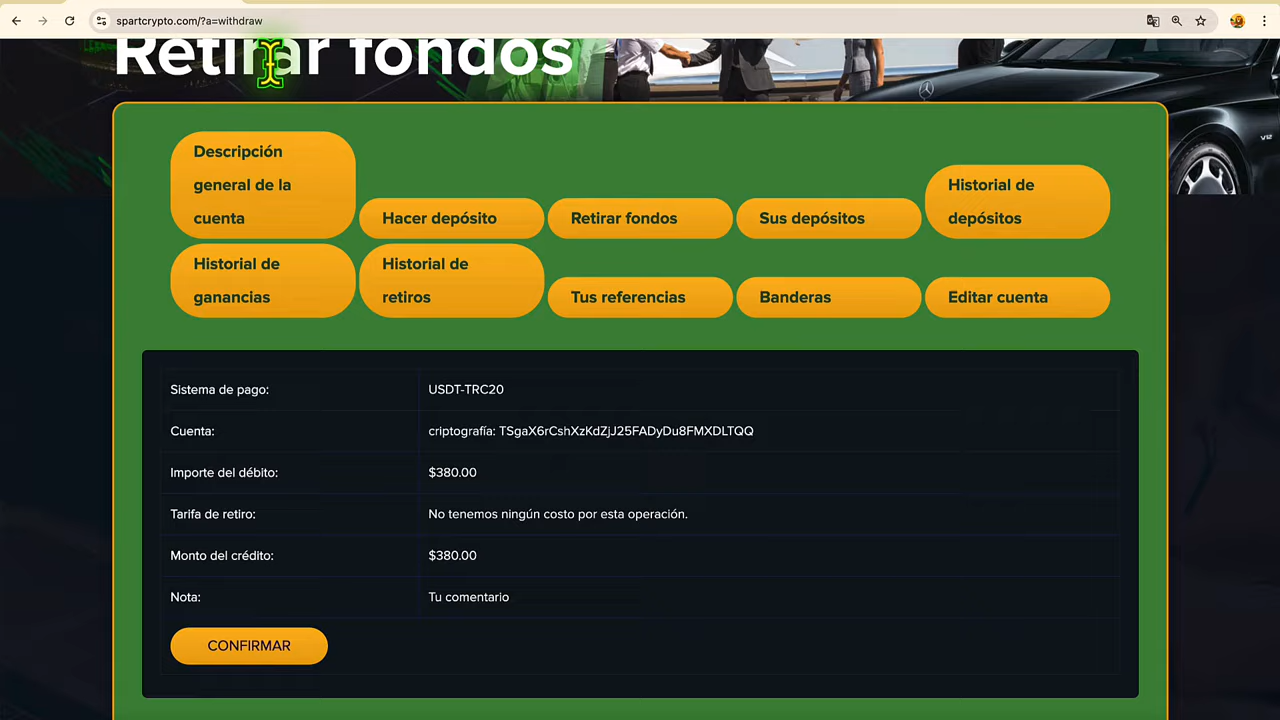 spartcrypto.com/?a=withdraw
Retirar fondos
V12
Descripción
general de la
cuenta
Hacer depósito
Retirar fondos
Sus depósitos
Historial de
depósitos
Historial de
ganancias
Historial de
retiros
Tus referencias
Banderas
Editar cuenta
Sistema de pago: USDT-TRC20
Cuenta: criptografía: TSgaX6rCshXzKdZjJ25FADyDu8FMXDLTQQ
Importe del débito: $380.00
Tarifa de retiro: No tenemos ningún costo por esta operación.
Monto del crédito: $380.00
Nota: Tu comentario
CONFIRMAR